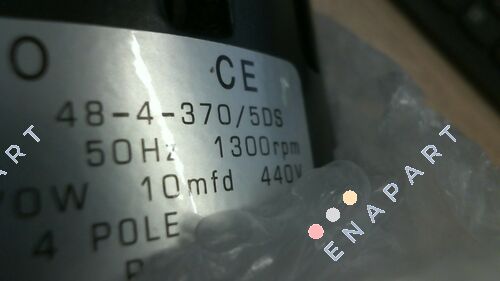 O CE
48-4-370/5DS
50Hz 1300rpm
10mfd 440V
4 POLE
ENAPART